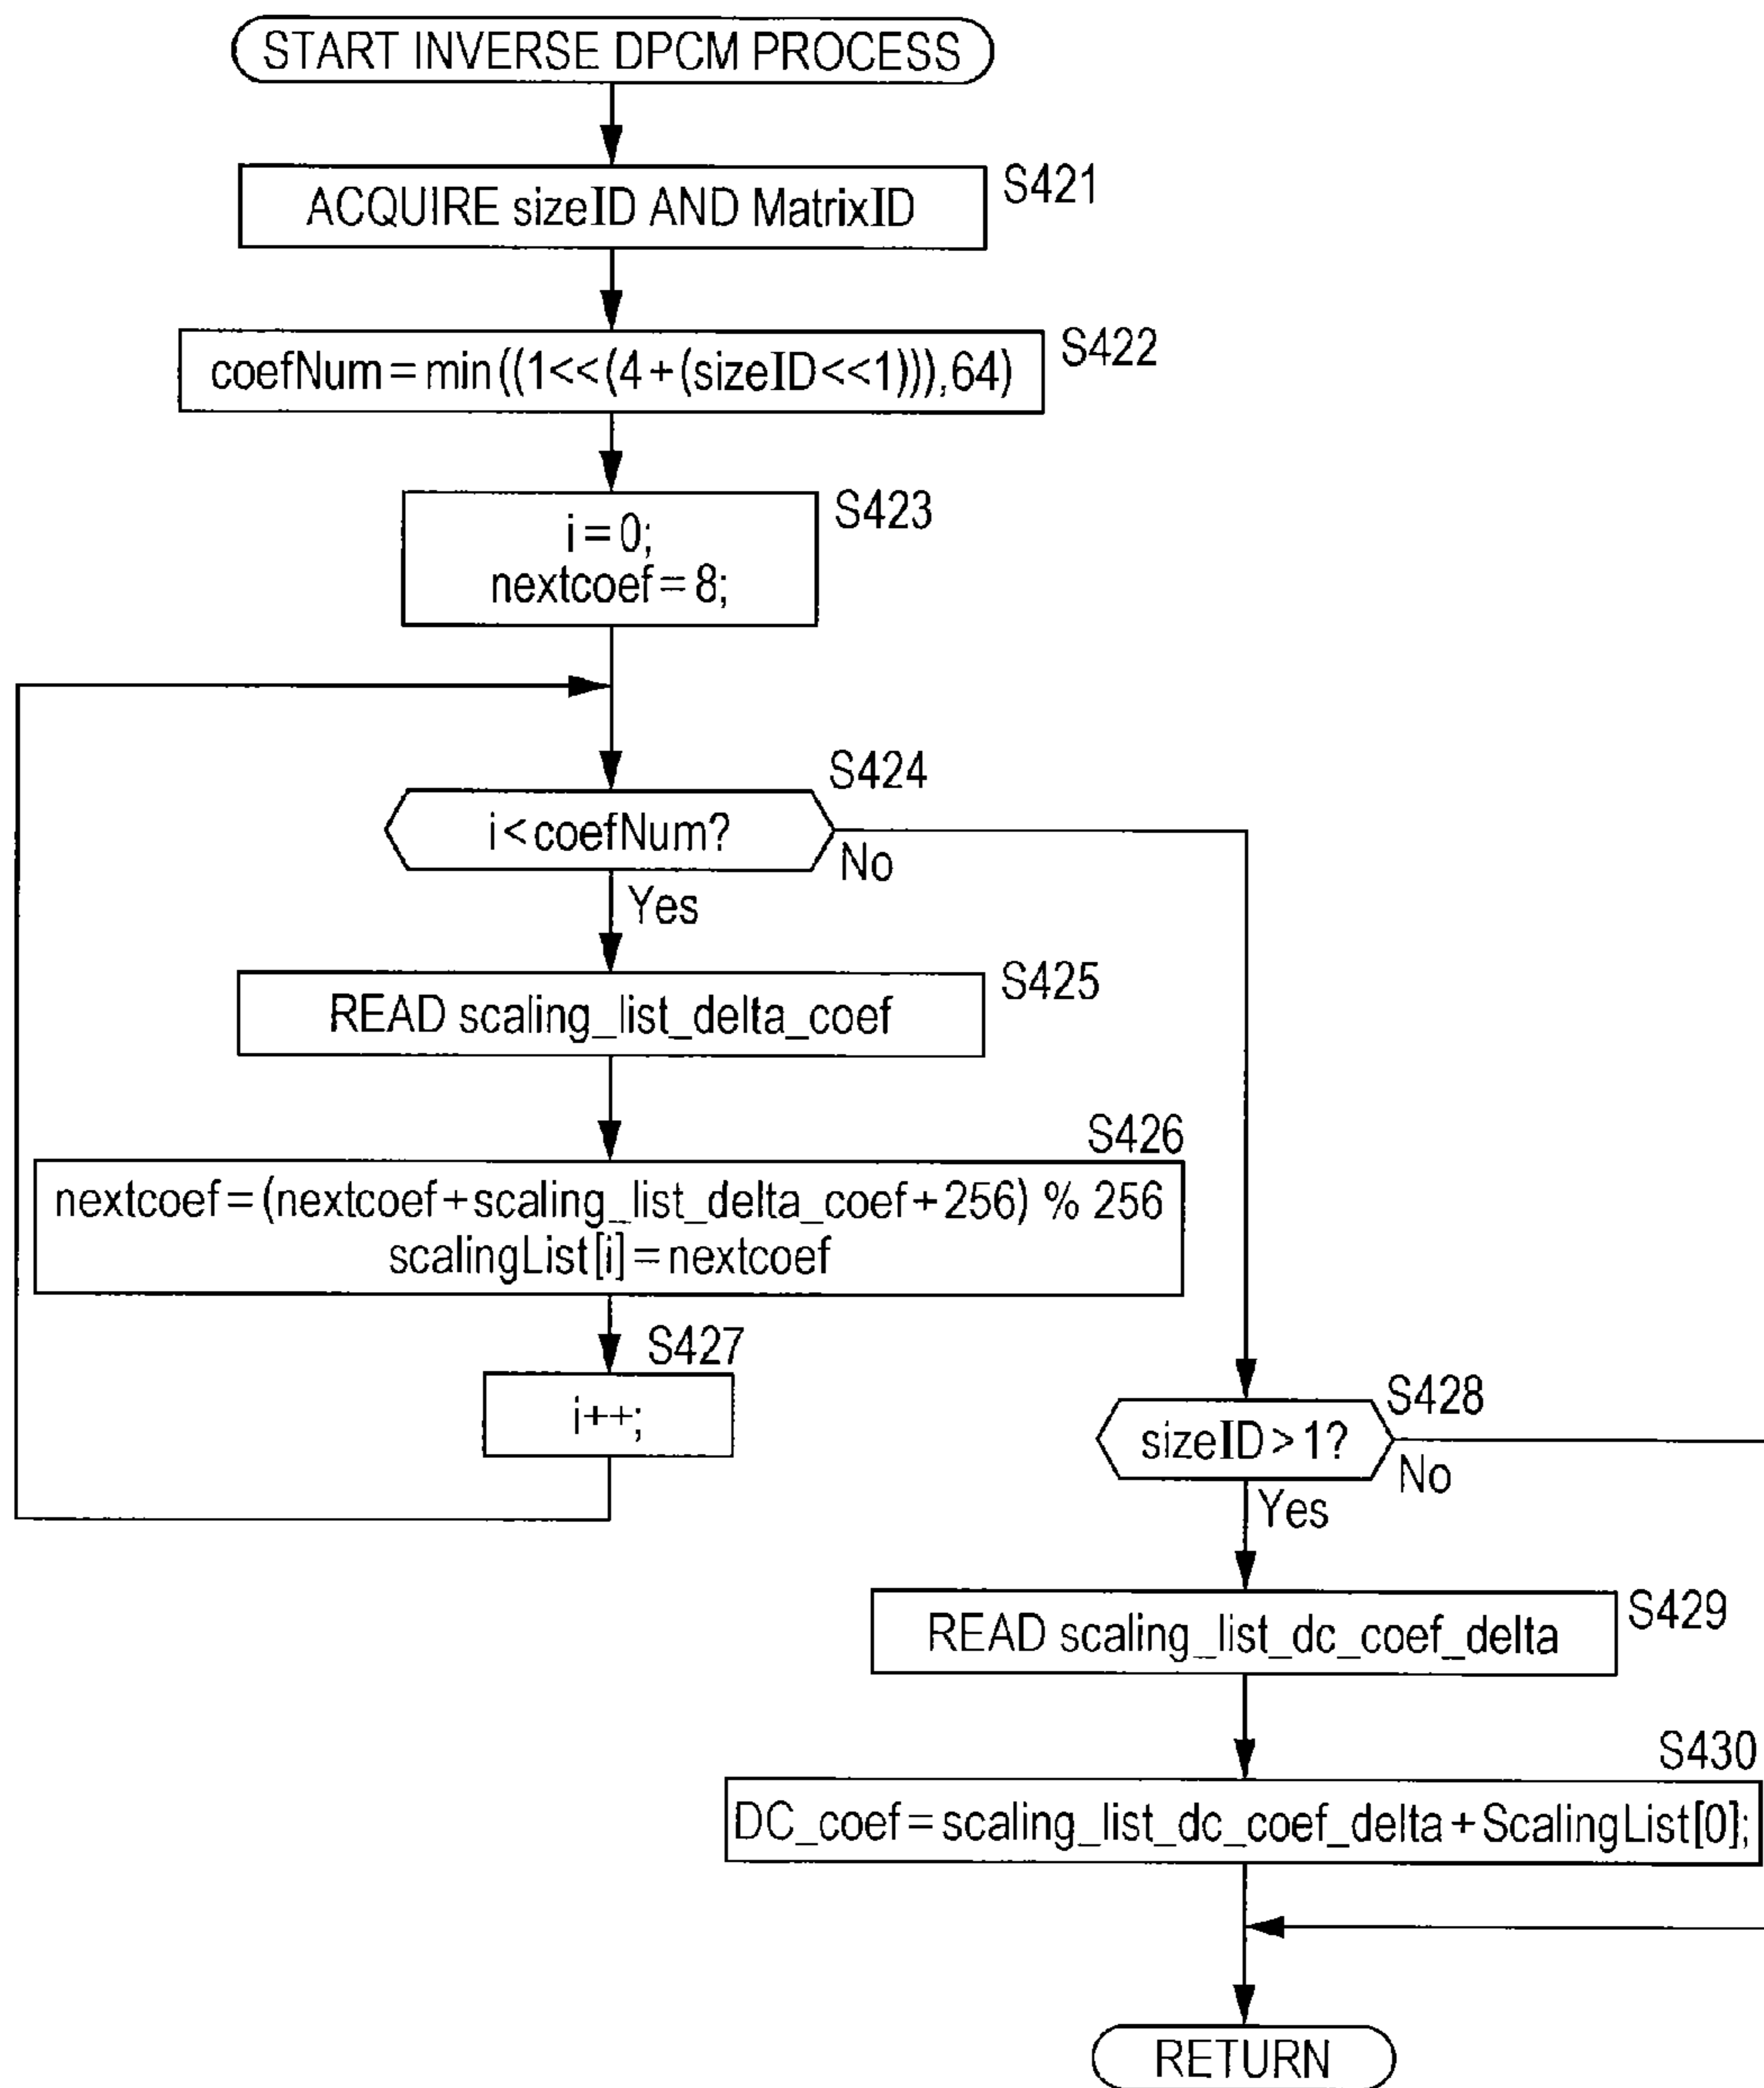 START INVERSE DPCM PROCESS
S421
ACQUIRE sizeID AND MatrixID
S422
coefNum=min((1<<(4+(sizeID<<1))),64)
S423
i=0;
nextcoef=8;
S424
i<coefNum?
No
Yes
S425
READ scaling_list_delta_coef
S426
nextcoef=(nextcoef+scaling_list_delta_coef+256) % 256
scalingList[i]=nextcoef
S427
i++;
S428
sizeID>1?
No
Yes
S429
READ scaling_list_dc_coef_delta
S430
DC_coef=scaling_list_dc_coef_delta+ScalingList[0];
RETURN